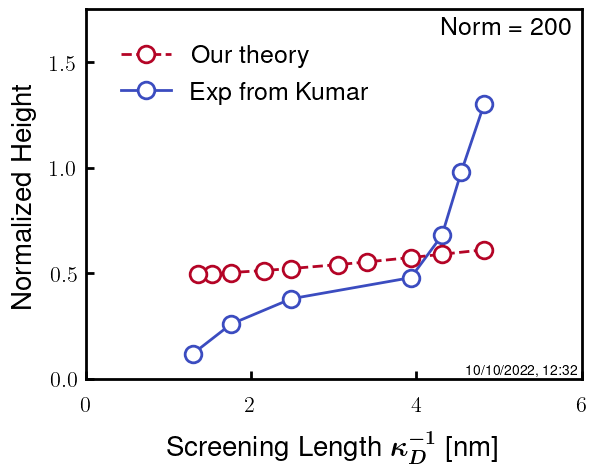 Norm = 200
Our theory
Exp from Kumar
Normalized Height
1.5
1.0
0.5
0.0
10/10/2022, 12:32
0 2 4 6
Screening Length κ_D^{-1} [nm]